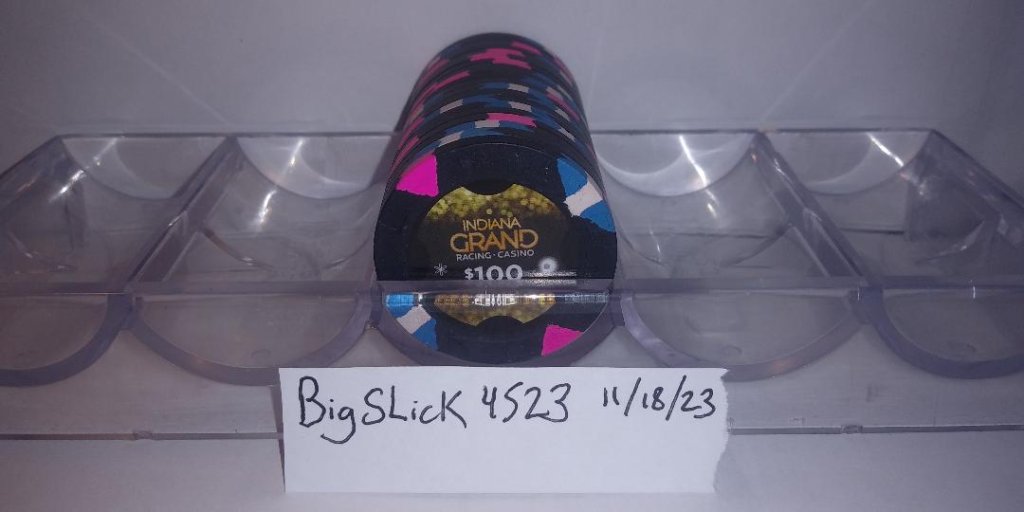 INDIANA
GRAND
RACING · CASINO
$100
BigSLicK 4523 11/18/23